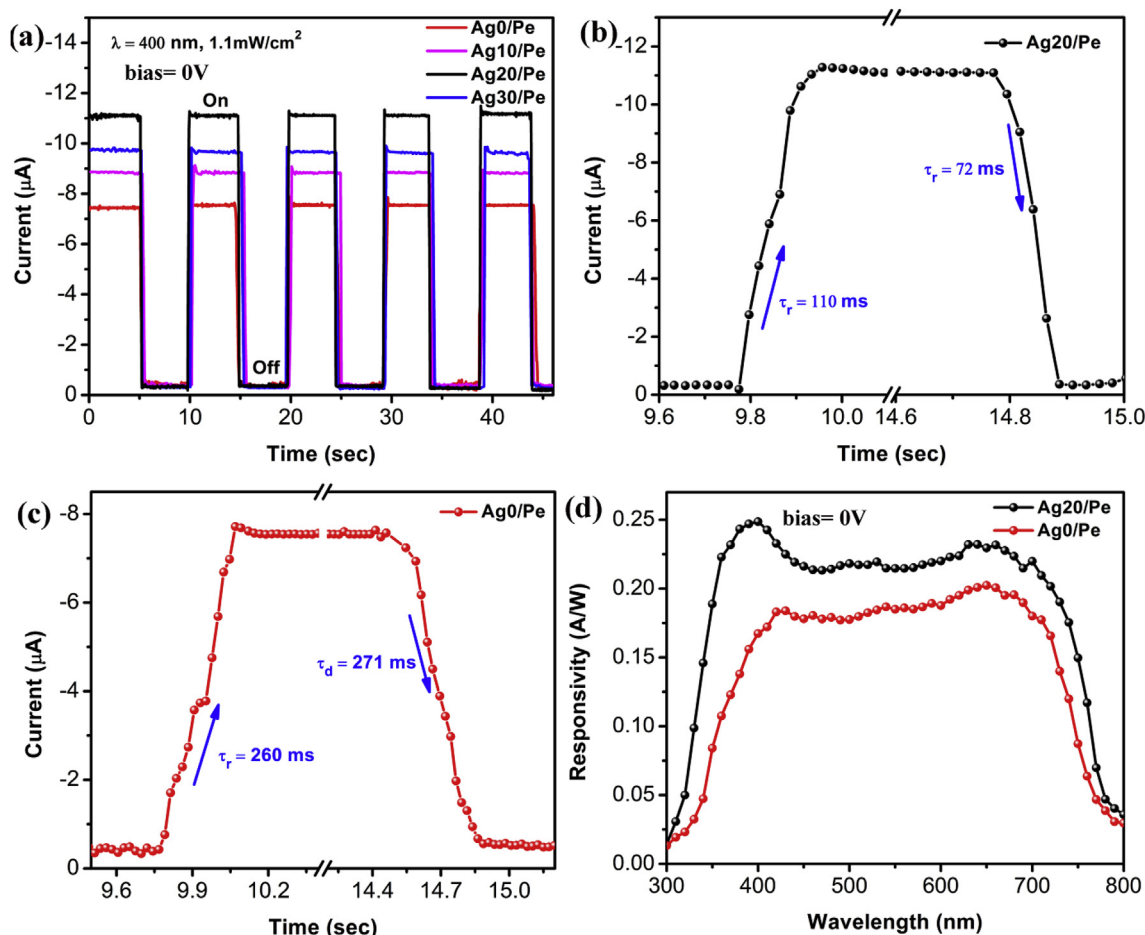 (a)
λ = 400 nm, 1.1mW/cm²
bias= 0V
Ag0/Pe
Ag10/Pe
Ag20/Pe
Ag30/Pe
On
Off
-14
-12
-10
-8
-6
-4
-2
0
Current (μA)
0 10 20 30 40
Time (sec)
(b)
Ag20/Pe
τr = 72 ms
τr = 110 ms
-12
-10
-8
-6
-4
-2
0
Current (μA)
9.6 9.8 10.0 14.6 14.8 15.0
Time (sec)
(c)
Ag0/Pe
τd = 271 ms
τr = 260 ms
-8
-6
-4
-2
0
Current (μA)
9.6 9.9 10.2 14.4 14.7 15.0
Time (sec)
(d)
bias= 0V
Ag20/Pe
Ag0/Pe
0.25
0.20
0.15
0.10
0.05
0.00
Responsivity (A/W)
300 400 500 600 700 800
Wavelength (nm)